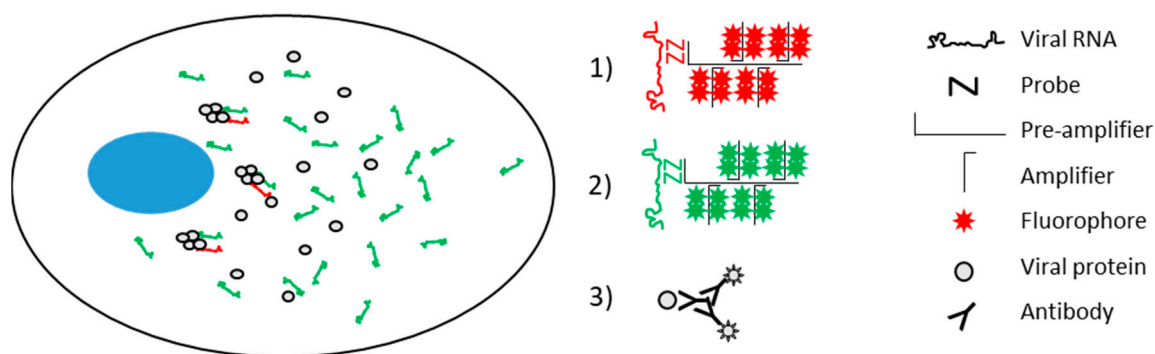 1)
2)
3)
Viral RNA
Probe
Pre-amplifier
Amplifier
Fluorophore
Viral protein
Antibody